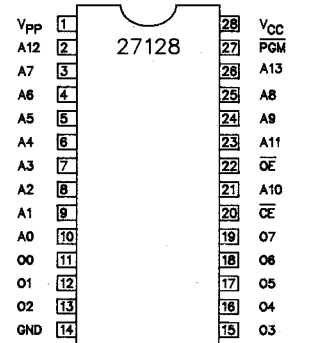 VPP 1 28 VCC
A12 2 27128 27 PGM
A7 3 26 A13
A6 4 25 A8
A5 5 24 A9
A4 6 23 A11
A3 7 22 OE
A2 8 21 A10
A1 9 20 CE
A0 10 19 O7
O0 11 18 O6
O1 12 17 O5
O2 13 16 O4
GND 14 15 O3